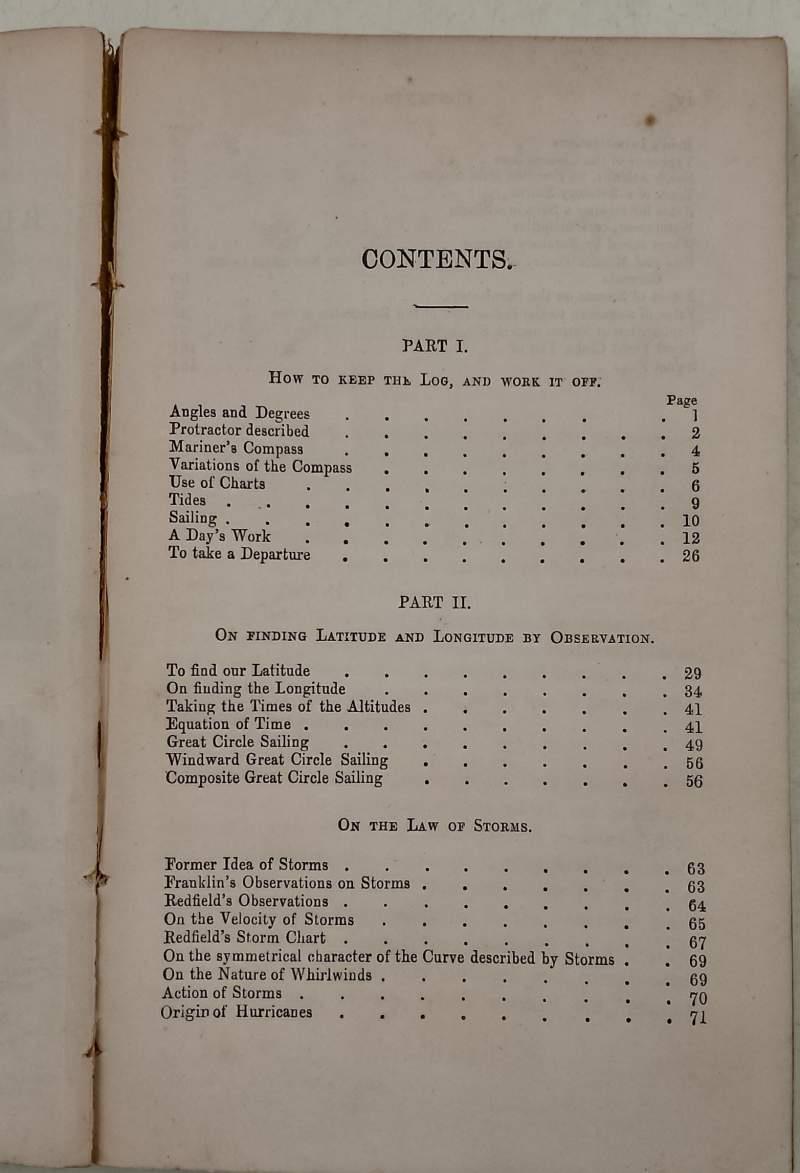 CONTENTS.
PART I.
How to keep the Log, and work it off.
Page
Angles and Degrees . . . . . . . . 1
Protractor described . . . . . . . . . 2
Mariner's Compass . . . . . . . . . 4
Variations of the Compass . . . . . . . . 5
Use of Charts . . . . . . . . . . 6
Tides . . . . . . . . . . . . 9
Sailing . . . . . . . . . . . . 10
A Day's Work . . . . . . . . . . 12
To take a Departure . . . . . . . . . 26
PART II.
On finding Latitude and Longitude by Observation.
To find our Latitude . . . . . . . . . 29
On finding the Longitude . . . . . . . . 34
Taking the Times of the Altitudes . . . . . . . 41
Equation of Time . . . . . . . . . . 41
Great Circle Sailing . . . . . . . . . 49
Windward Great Circle Sailing . . . . . . . 56
Composite Great Circle Sailing . . . . . . . 56
On the Law of Storms.
Former Idea of Storms . . . . . . . . . 63
Franklin's Observations on Storms . . . . . . . 63
Redfield's Observations . . . . . . . . . 64
On the Velocity of Storms . . . . . . . . 65
Redfield's Storm Chart . . . . . . . . . 67
On the symmetrical character of the Curve described by Storms . . 69
On the Nature of Whirlwinds . . . . . . . . 69
Action of Storms . . . . . . . . . . 70
Origin of Hurricanes . . . . . . . . . 71